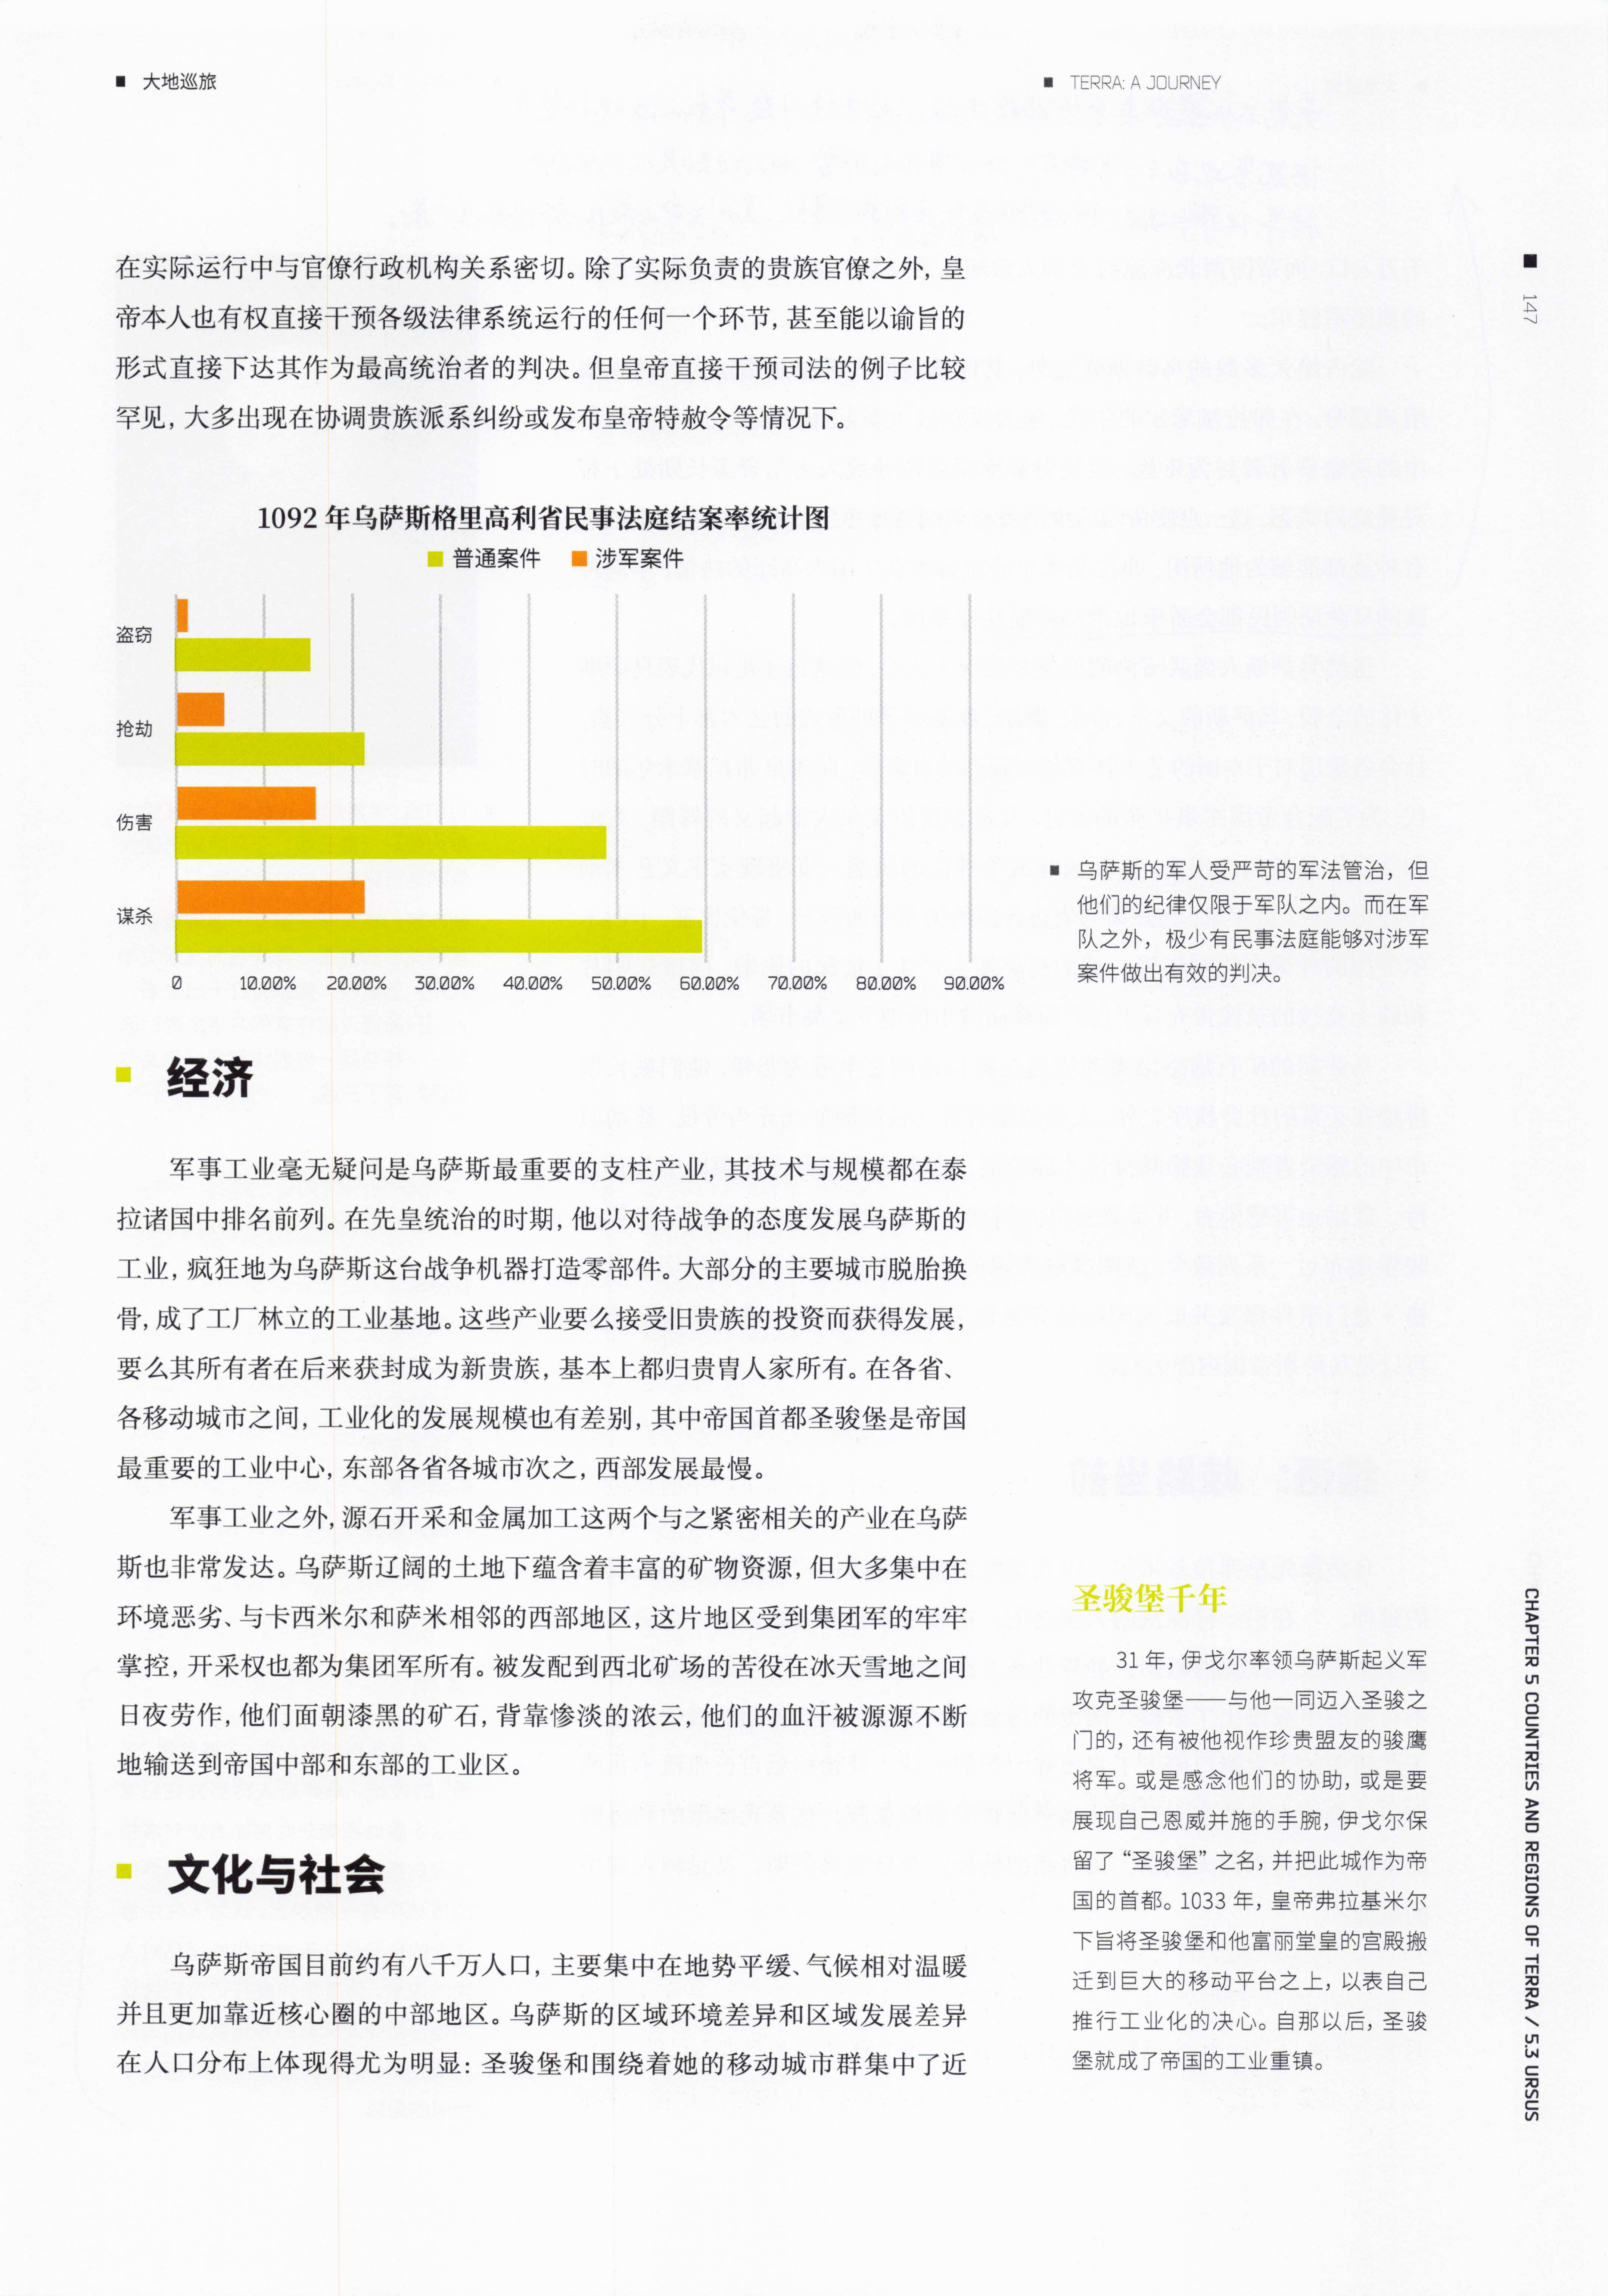 大地巡旅
TERRA: A JOURNEY
147
在实际运行中与官僚行政机构关系密切。除了实际负责的贵族官僚之外，皇
帝本人也有权直接干预各级法律系统运行的任何一个环节，甚至能以谕旨的
形式直接下达其作为最高统治者的判决。但皇帝直接干预司法的例子比较
罕见，大多出现在协调贵族派系纠纷或发布皇帝特赦令等情况下。
1092 年乌萨斯格里高利省民事法庭结案率统计图
普通案件 涉军案件
盗窃
抢劫
伤害
谋杀
0 10.00% 20.00% 30.00% 40.00% 50.00% 60.00% 70.00% 80.00% 90.00%
乌萨斯的军人受严苛的军法管治，但
他们的纪律仅限于军队之内。而在军
队之外，极少有民事法庭能够对涉军
案件做出有效的判决。
经济
军事工业毫无疑问是乌萨斯最重要的支柱产业，其技术与规模都在泰
拉诸国中排名前列。在先皇统治的时期，他以对待战争的态度发展乌萨斯的
工业，疯狂地为乌萨斯这台战争机器打造零部件。大部分的主要城市脱胎换
骨，成了工厂林立的工业基地。这些产业要么接受旧贵族的投资而获得发展，
要么其所有者在后来获封成为新贵族，基本上都归贵胄人家所有。在各省、
各移动城市之间，工业化的发展规模也有差别，其中帝国首都圣骏堡是帝国
最重要的工业中心，东部各省各城市次之，西部发展最慢。
军事工业之外，源石开采和金属加工这两个与之紧密相关的产业在乌萨
斯也非常发达。乌萨斯辽阔的土地下蕴含着丰富的矿物资源，但大多集中在
环境恶劣、与卡西米尔和萨米相邻的西部地区，这片地区受到集团军的牢牢
掌控，开采权也都为集团军所有。被发配到西北矿场的苦役在冰天雪地之间
日夜劳作，他们面朝漆黑的矿石，背靠惨淡的浓云，他们的血汗被源源不断
地输送到帝国中部和东部的工业区。
文化与社会
乌萨斯帝国目前约有八千万人口，主要集中在地势平缓、气候相对温暖
并且更加靠近核心圈的中部地区。乌萨斯的区域环境差异和区域发展差异
在人口分布上体现得尤为明显：圣骏堡和围绕着她的移动城市群集中了近
圣骏堡千年
31 年，伊戈尔率领乌萨斯起义军
攻克圣骏堡——与他一同迈入圣骏之
门的，还有被他视作珍贵盟友的骏鹰
将军。或是感念他们的协助，或是要
展现自己恩威并施的手腕，伊戈尔保
留了“圣骏堡”之名，并把此城作为帝
国的首都。1033 年，皇帝弗拉基米尔
下旨将圣骏堡和他富丽堂皇的宫殿搬
迁到巨大的移动平台之上，以表自己
推行工业化的决心。自那以后，圣骏
堡就成了帝国的工业重镇。
CHAPTER 5 COUNTRIES AND REGIONS OF TERRA / 5.3 URSUS